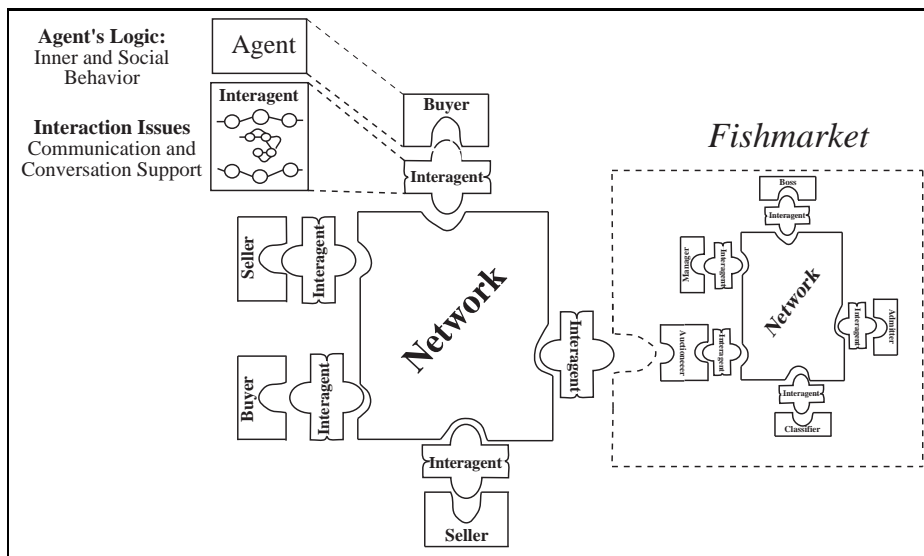 Agent's Logic:
Inner and Social
Behavior
Agent
Interagent
Interaction Issues
Communication and
Conversation Support
Buyer
Interagent
Seller
Interagent
Network
Buyer
Interagent
Interagent
Interagent
Seller
Fishmarket
Boss
Interagent
Manager
Interagent
Network
Interagent
Admitter
Auctioneer
Interagent
Interagent
Classifier